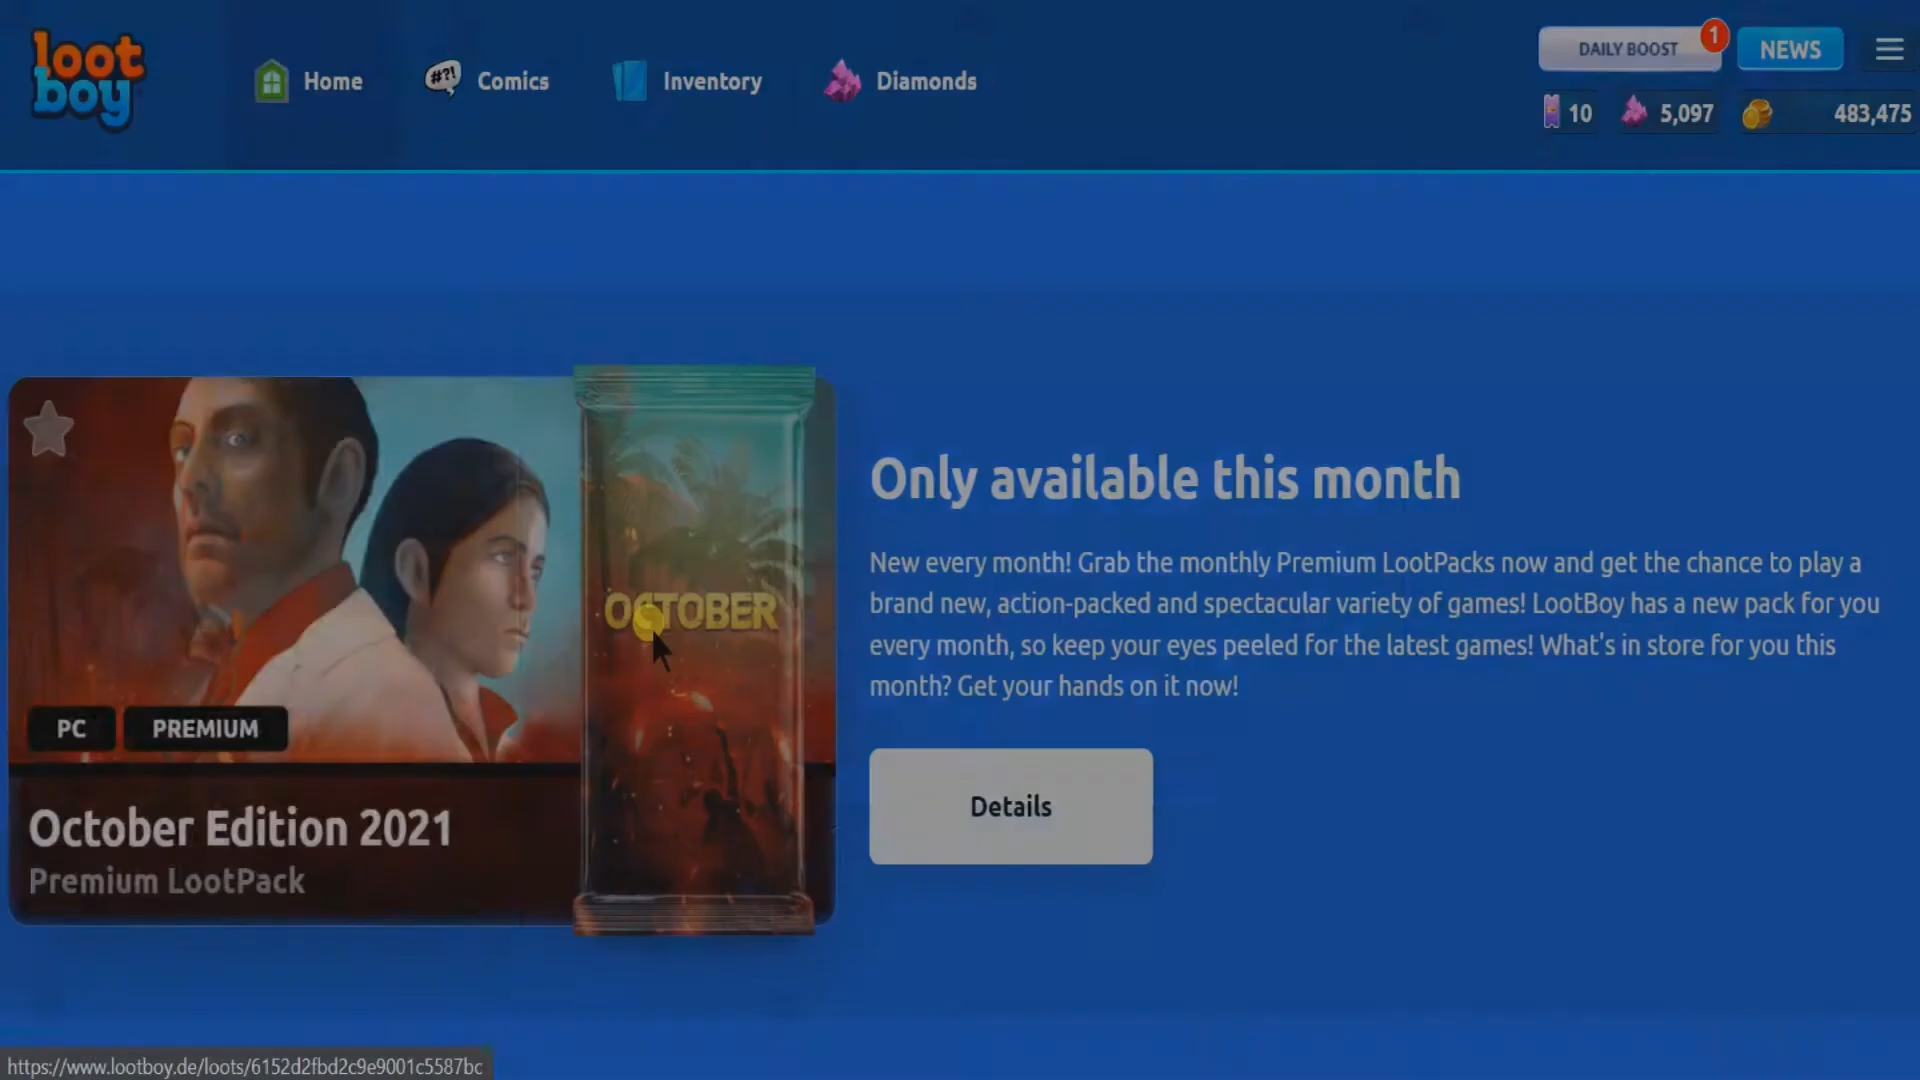 loot
boy
Home
#?!
Comics
Inventory
Diamonds
DAILY BOOST
1
NEWS
10
5,097
483,475
OCTOBER
PC
PREMIUM
October Edition 2021
Premium LootPack
Only available this month
New every month! Grab the monthly Premium LootPacks now and get the chance to play a
brand new, action-packed and spectacular variety of games! LootBoy has a new pack for you
every month, so keep your eyes peeled for the latest games! What's in store for you this
month? Get your hands on it now!
Details
https://www.lootboy.de/loots/6152d2fbd2c9e9001c5587bc